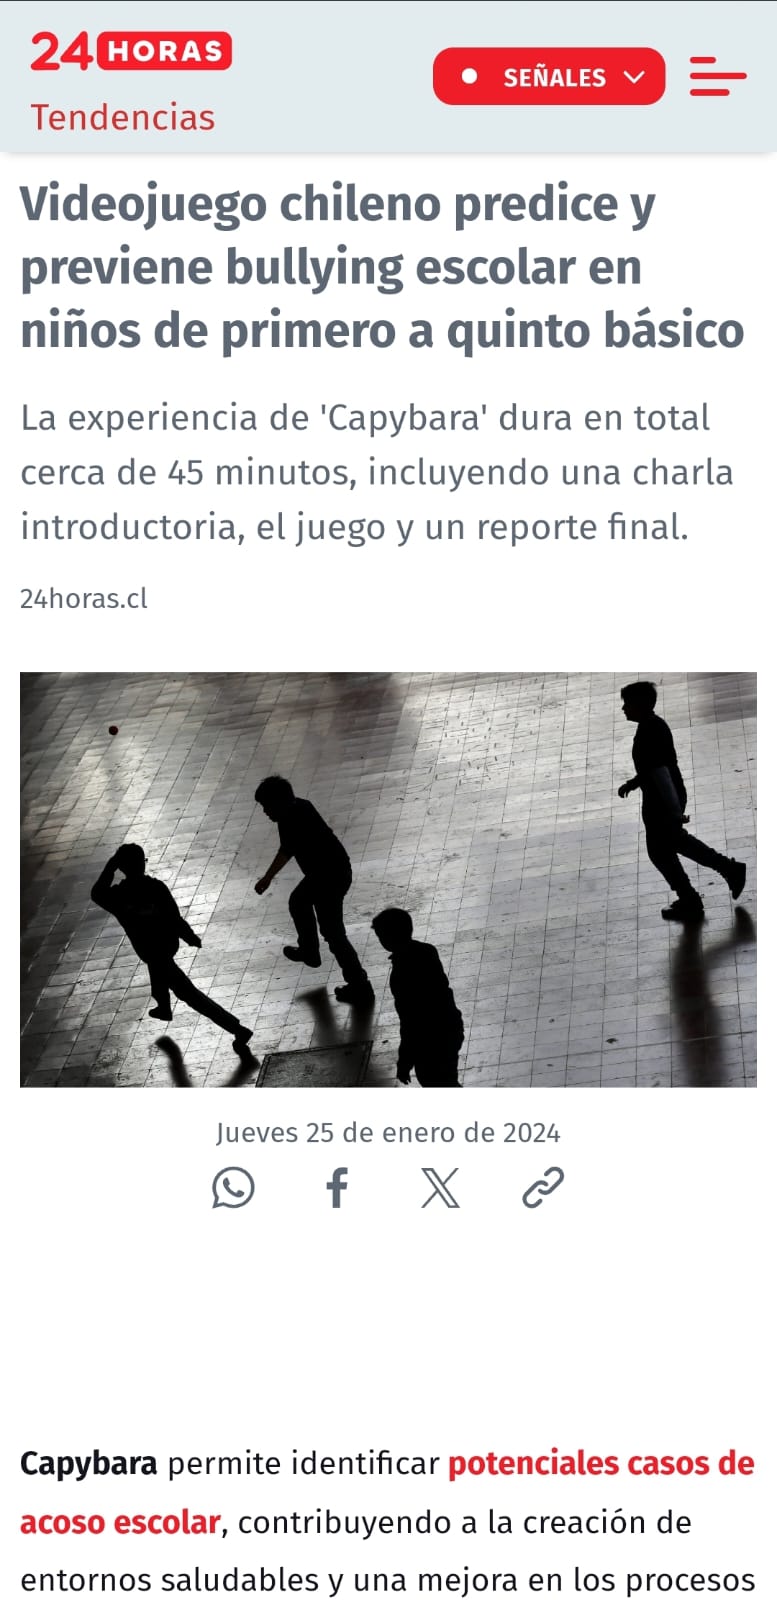 24 HORAS
Tendencias
SEÑALES
Videojuego chileno predice y
previene bullying escolar en
niños de primero a quinto básico
La experiencia de 'Capybara' dura en total
cerca de 45 minutos, incluyendo una charla
introductoria, el juego y un reporte final.
24horas.cl
Jueves 25 de enero de 2024
Capybara permite identificar potenciales casos de
acoso escolar, contribuyendo a la creación de
entornos saludables y una mejora en los procesos